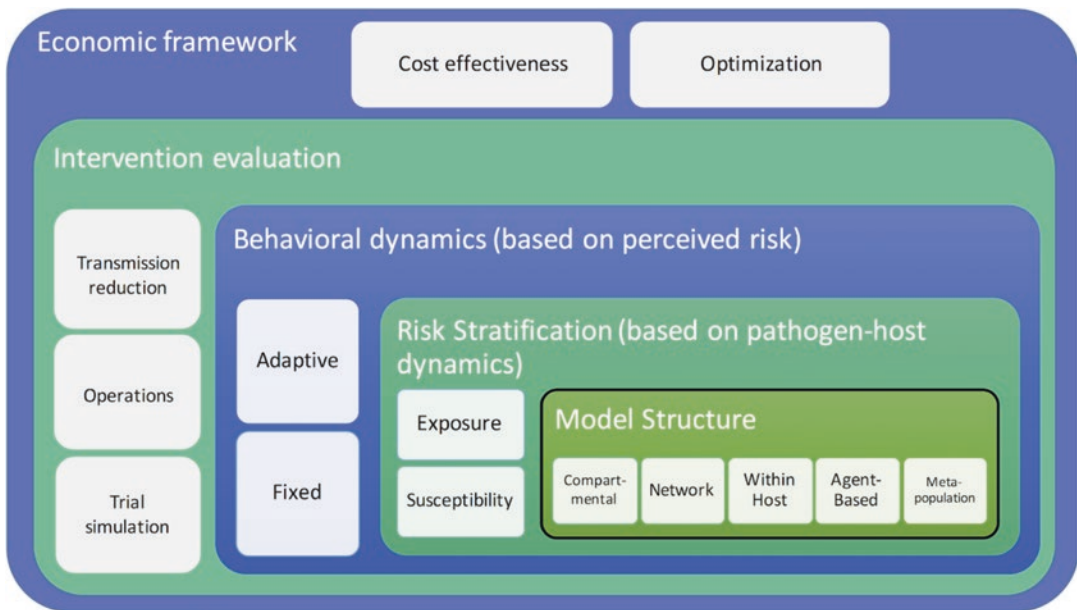 Economic framework
Cost effectiveness
Optimization
Intervention evaluation
Transmission
reduction
Operations
Trial
simulation
Behavioral dynamics (based on perceived risk)
Adaptive
Fixed
Risk Stratification (based on pathogen-host
dynamics)
Exposure
Susceptibility
Model Structure
Compart-
mental
Network
Within
Host
Agent-
Based
Meta-
population